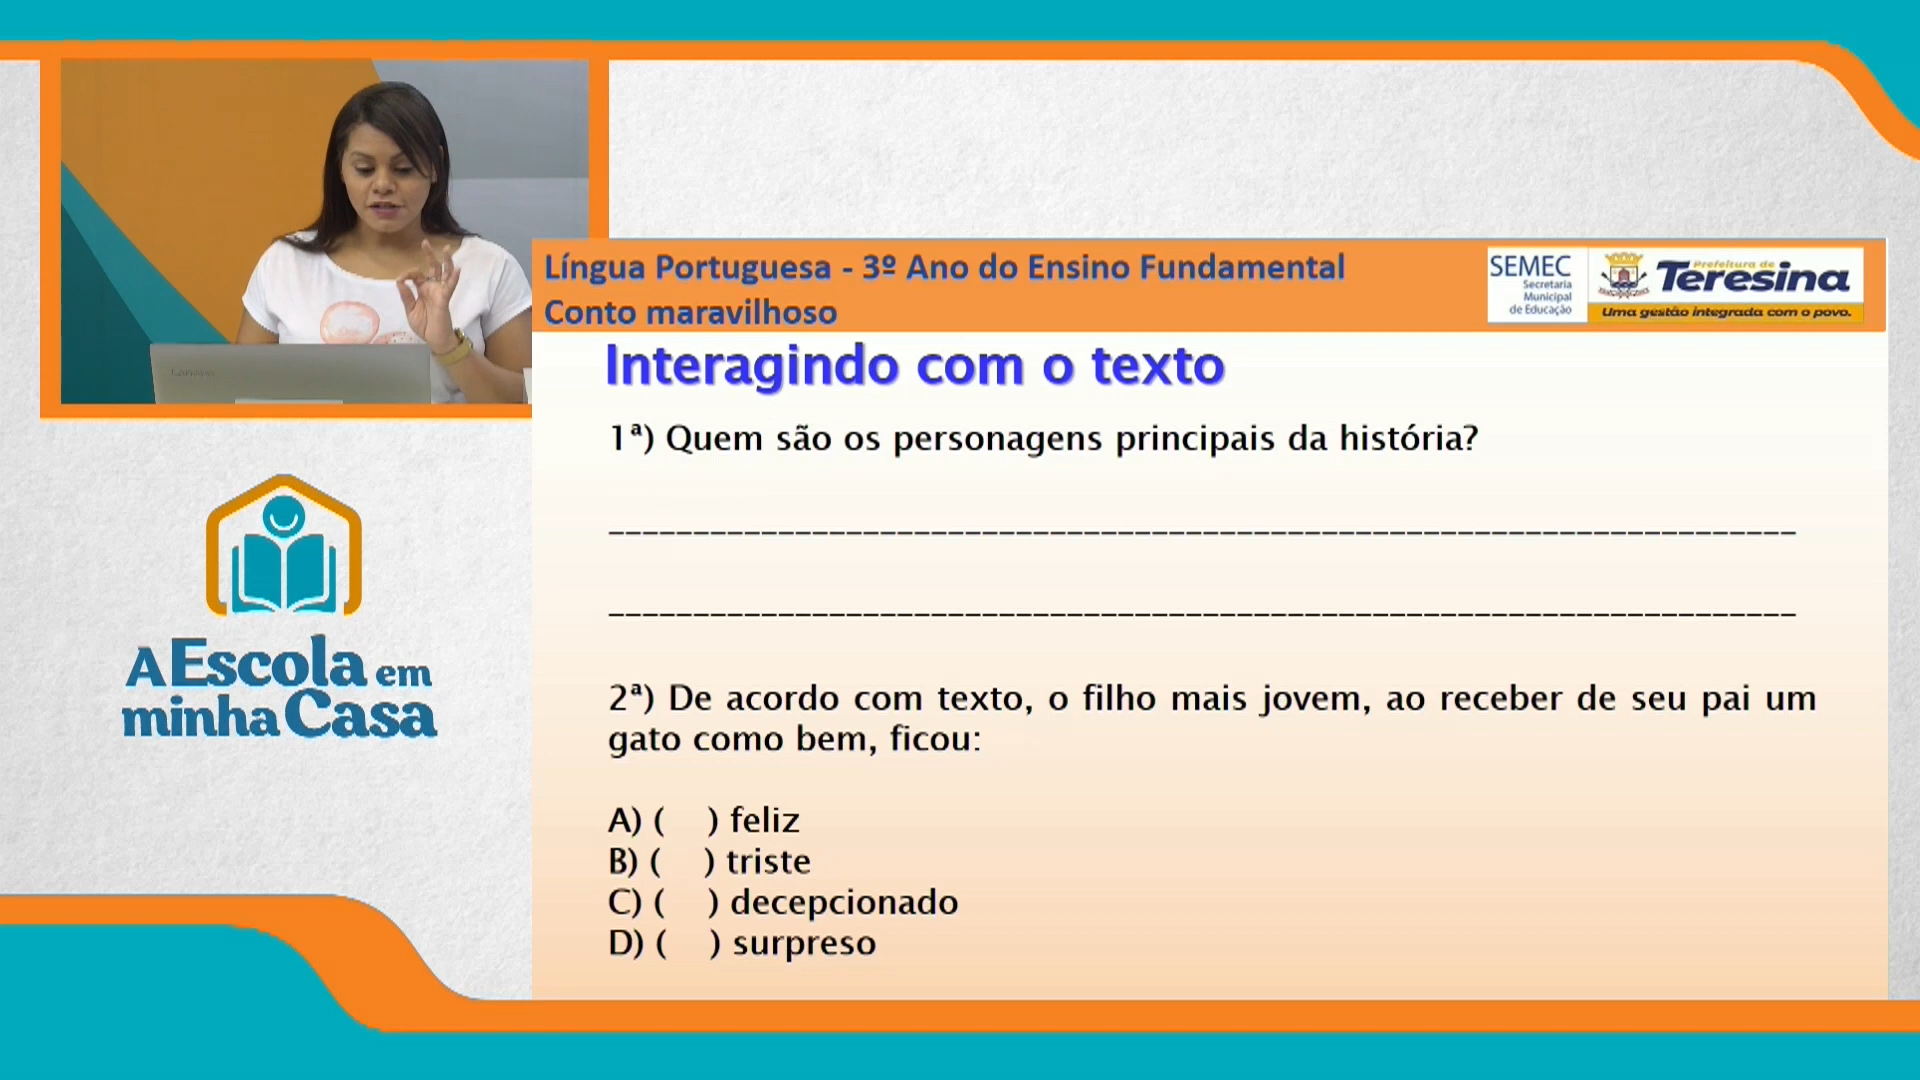 Língua Portuguesa - 3º Ano do Ensino Fundamental
Conto maravilhoso
SEMEC
Secretaria
Municipal
de Educação
Prefeitura de
Teresina
Uma gestão integrada com o povo.
Interagindo com o texto
1ª) Quem são os personagens principais da história?
______________________________________________________________________
______________________________________________________________________
2ª) De acordo com texto, o filho mais jovem, ao receber de seu pai um
gato como bem, ficou:
A) ( ) feliz
B) ( ) triste
C) ( ) decepcionado
D) ( ) surpreso
A Escola em
minha Casa
Lenovo